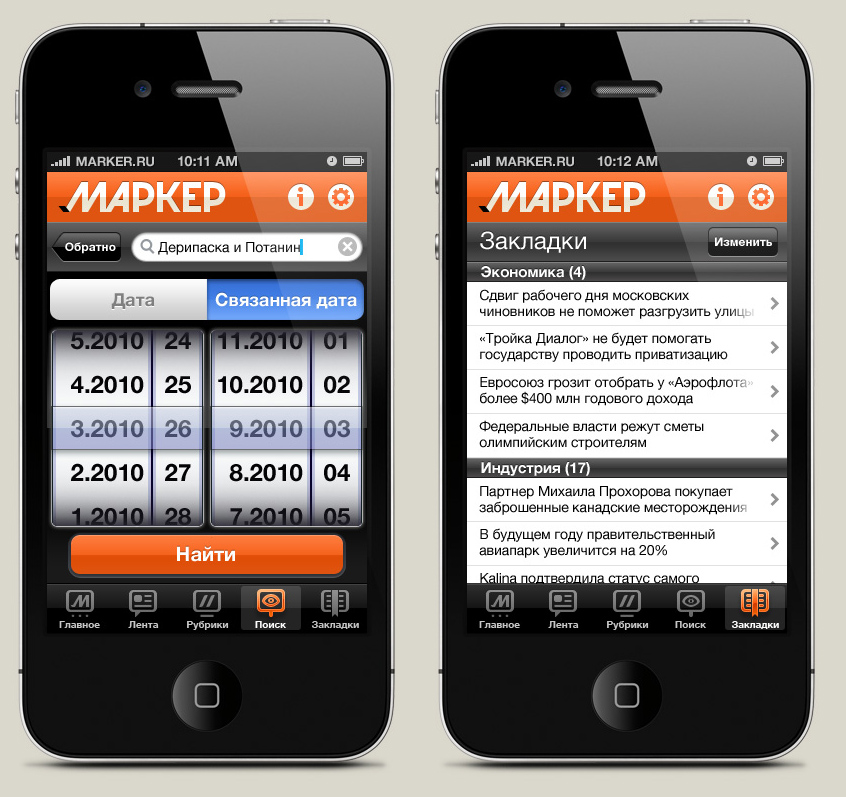 MARKER.RU 10:11 AM
МАРКЕР
Обратно
Дерипаска и Потанин
Дата
Связанная дата
5.2010 24 11.2010 01
4.2010 25 10.2010 02
3.2010 26 9.2010 03
2.2010 27 8.2010 04
1.2010 28 7.2010 05
Найти
Главное Лента Рубрики Поиск Закладки
MARKER.RU 10:12 AM
МАРКЕР
Закладки
Изменить
Экономика (4)
Сдвиг рабочего дня московских
чиновников не поможет разгрузить улицы
«Тройка Диалог» не будет помогать
государству проводить приватизацию
Евросоюз грозит отобрать у «Аэрофлота»
более $400 млн годового дохода
Федеральные власти режут сметы
олимпийским строителям
Индустрия (17)
Партнер Михаила Прохорова покупает
заброшенные канадские месторождения
В будущем году правительственный
авиапарк увеличится на 20%
Kalina подтвердила статус самого
Главное Лента Рубрики Поиск Закладки